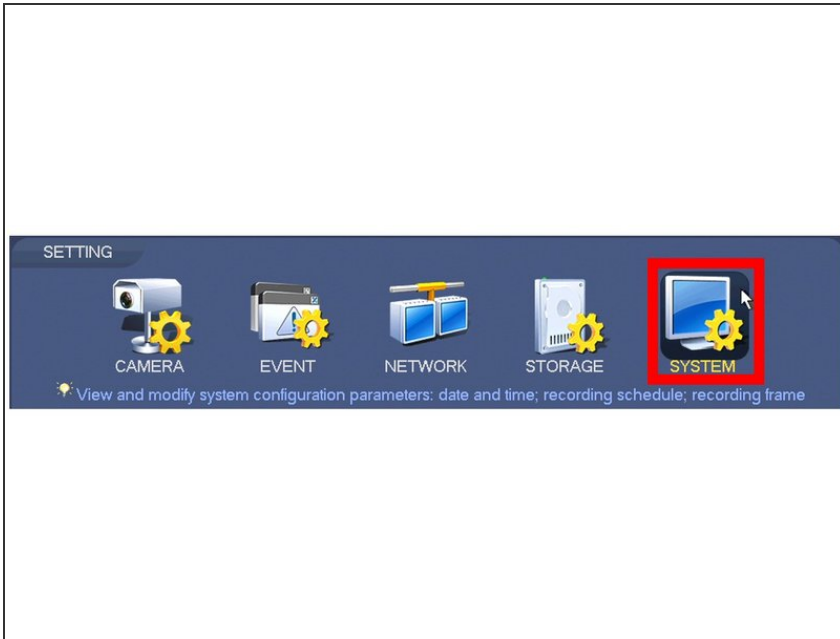 SETTING
CAMERA EVENT NETWORK STORAGE SYSTEM
View and modify system configuration parameters: date and time; recording schedule; recording frame